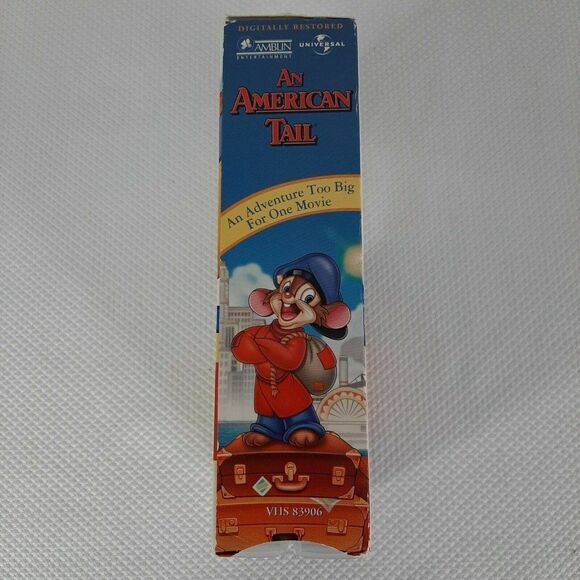 DIGITALLY RESTORED
AMBLIN
ENTERTAINMENT
UNIVERSAL
AN
AMERICAN
TAIL
An Adventure Too Big
For One Movie
VHS 83906